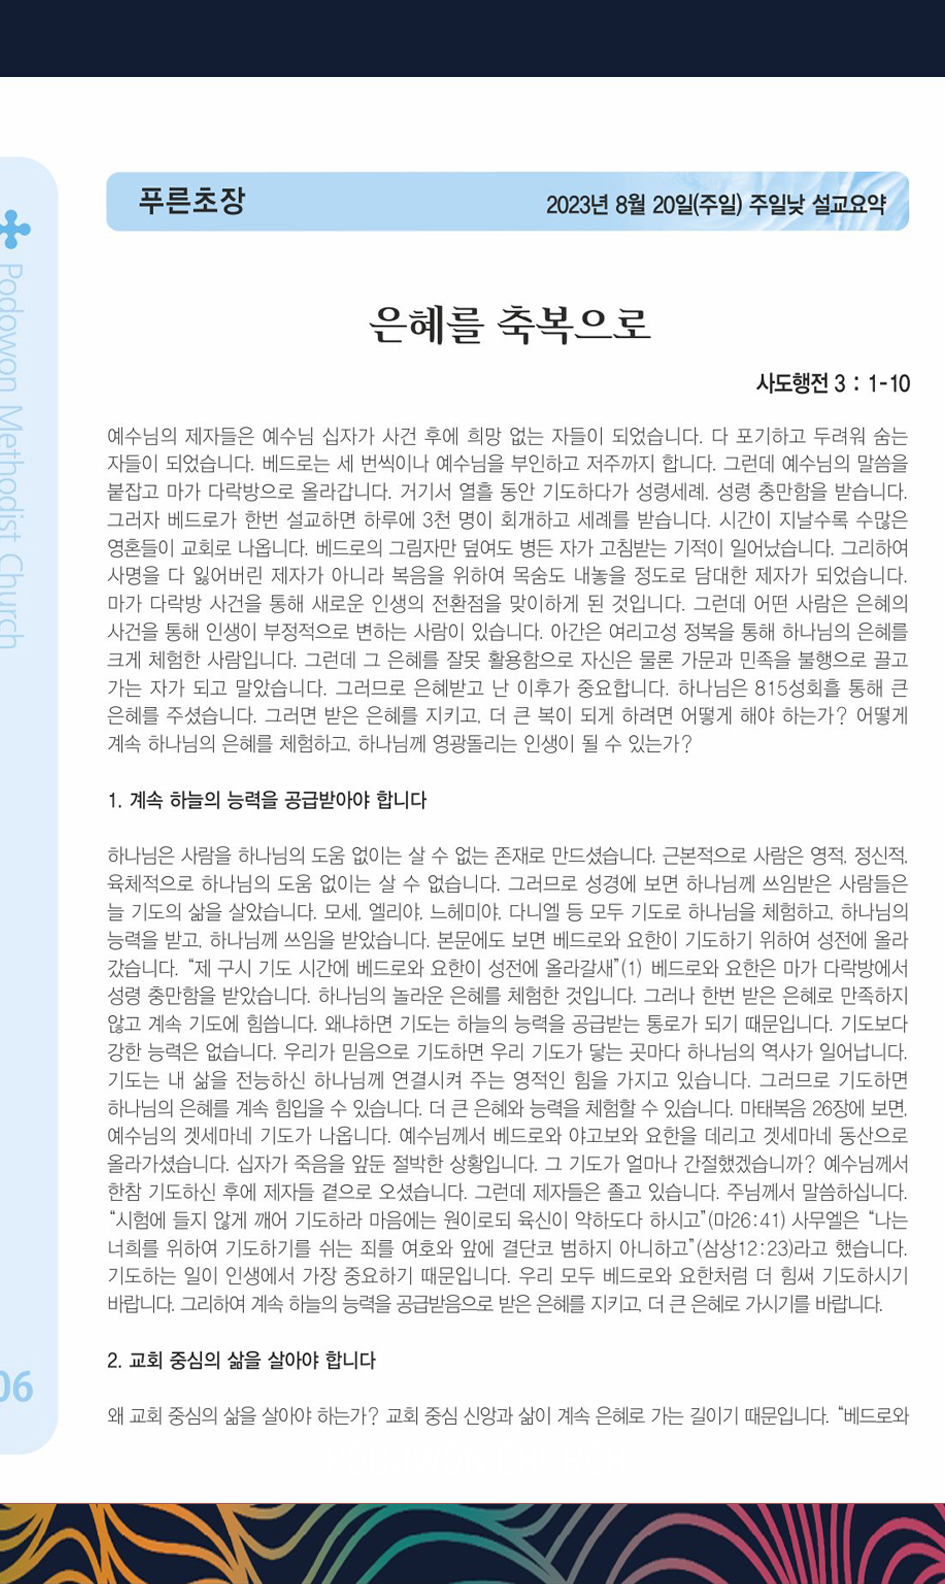 푸른초장
2023년 8월 20일(주일) 주일낮 설교요약
Podowon Methodist Church
은혜를 축복으로
사도행전 3 : 1-10
예수님의 제자들은 예수님 십자가 사건 후에 희망 없는 자들이 되었습니다. 다 포기하고 두려워 숨는
자들이 되었습니다. 베드로는 세 번씩이나 예수님을 부인하고 저주까지 합니다. 그런데 예수님의 말씀을
붙잡고 마가 다락방으로 올라갑니다. 거기서 열흘 동안 기도하다가 성령세례, 성령 충만함을 받습니다.
그러자 베드로가 한번 설교하면 하루에 3천 명이 회개하고 세례를 받습니다. 시간이 지날수록 수많은
영혼들이 교회로 나옵니다. 베드로의 그림자만 덮여도 병든 자가 고침받는 기적이 일어났습니다. 그리하여
사명을 다 잃어버린 제자가 아니라 복음을 위하여 목숨도 내놓을 정도로 담대한 제자가 되었습니다.
마가 다락방 사건을 통해 새로운 인생의 전환점을 맞이하게 된 것입니다. 그런데 어떤 사람은 은혜의
사건을 통해 인생이 부정적으로 변하는 사람이 있습니다. 아간은 여리고성 정복을 통해 하나님의 은혜를
크게 체험한 사람입니다. 그런데 그 은혜를 잘못 활용함으로 자신은 물론 가문과 민족을 불행으로 끌고
가는 자가 되고 말았습니다. 그러므로 은혜받고 난 이후가 중요합니다. 하나님은 815성회흘 통해 큰
은혜를 주셨습니다. 그러면 받은 은혜를 지키고, 더 큰 복이 되게 하려면 어떻게 해야 하는가? 어떻게
계속 하나님의 은혜를 체험하고, 하나님께 영광돌리는 인생이 될 수 있는가?
1. 계속 하늘의 능력을 공급받아야 합니다
하나님은 사람을 하나님의 도움 없이는 살 수 없는 존재로 만드셨습니다. 근본적으로 사람은 영적, 정신적,
육체적으로 하나님의 도움 없이는 살 수 없습니다. 그러므로 성경에 보면 하나님께 쓰임받은 사람들은
늘 기도의 삶을 살았습니다. 모세, 엘리야, 느헤미야, 다니엘 등 모두 기도로 하나님을 체험하고, 하나님의
능력을 받고, 하나님께 쓰임을 받았습니다. 본문에도 보면 베드로와 요한이 기도하기 위하여 성전에 올라
갔습니다. “제 구시 기도 시간에 베드로와 요한이 성전에 올라갈새”(1) 베드로와 요한은 마가 다락방에서
성령 충만함을 받았습니다. 하나님의 놀라운 은혜를 체험한 것입니다. 그러나 한번 받은 은혜로 만족하지
않고 계속 기도에 힘씁니다. 왜냐하면 기도는 하늘의 능력을 공급받는 통로가 되기 때문입니다. 기도보다
강한 능력은 없습니다. 우리가 믿음으로 기도하면 우리 기도가 닿는 곳마다 하나님의 역사가 일어납니다.
기도는 내 삶을 전능하신 하나님께 연결시켜 주는 영적인 힘을 가지고 있습니다. 그러므로 기도하면
하나님의 은혜를 계속 힘입을 수 있습니다. 더 큰 은혜와 능력을 체험할 수 있습니다. 마태복음 26장에 보면,
예수님의 겟세마네 기도가 나옵니다. 예수님께서 베드로와 야고보와 요한을 데리고 겟세마네 동산으로
올라가셨습니다. 십자가 죽음을 앞둔 절박한 상황입니다. 그 기도가 얼마나 간절했겠습니까? 예수님께서
한참 기도하신 후에 제자들 곁으로 오셨습니다. 그런데 제자들은 졸고 있습니다. 주님께서 말씀하십니다.
“시험에 들지 않게 깨어 기도하라 마음에는 원이로되 육신이 약하도다 하시고”(마26:41) 사무엘은 “나는
너희를 위하여 기도하기를 쉬는 죄를 여호와 앞에 결단코 범하지 아니하고”(삼상12:23)라고 했습니다.
기도하는 일이 인생에서 가장 중요하기 때문입니다. 우리 모두 베드로와 요한처럼 더 힘써 기도하시기
바랍니다. 그리하여 계속 하늘의 능력을 공급받음으로 받은 은혜를 지키고, 더 큰 은혜로 가시기를 바랍니다.
2. 교회 중심의 삶을 살아야 합니다
06
왜 교회 중심의 삶을 살아야 하는가? 교회 중심 신앙과 삶이 계속 은혜로 가는 길이기 때문입니다. “베드로와